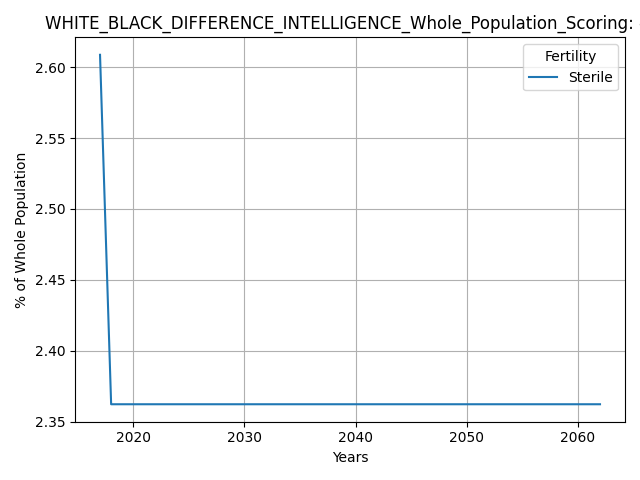 WHITE_BLACK_DIFFERENCE_INTELLIGENCE_Whole_Population_Scoring:
Fertility
Sterile
2.60
2.55
2.50
2.45
2.40
2.35
% of Whole Population
2020 2030 2040 2050 2060
Years